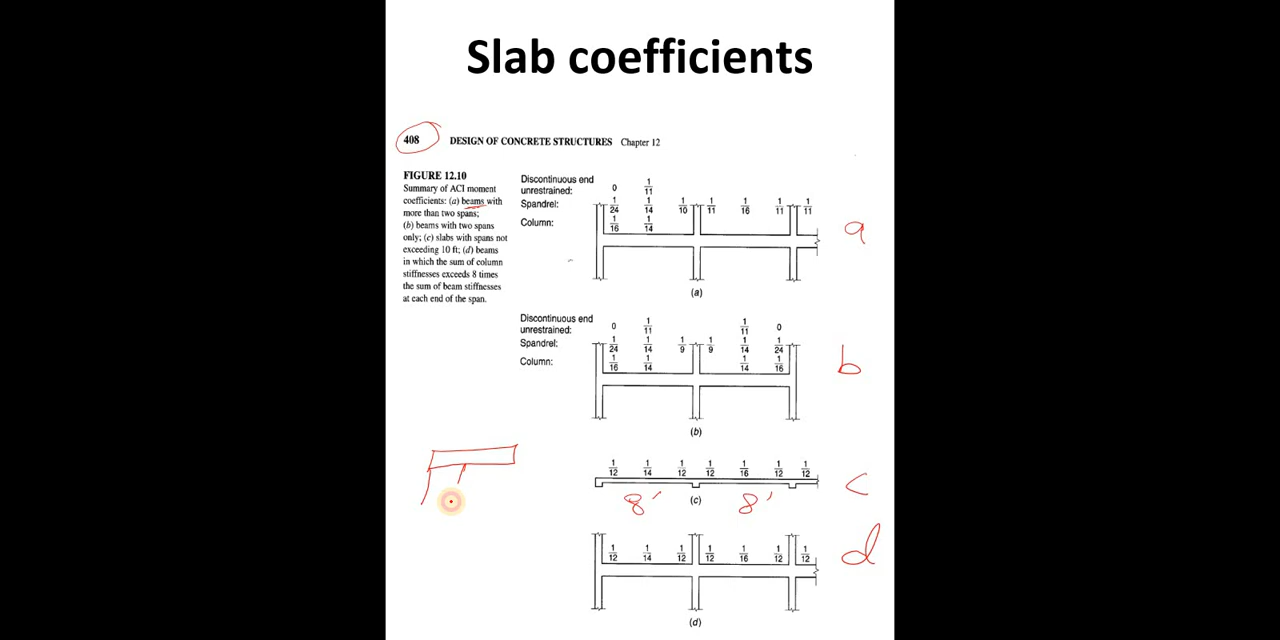 Slab coefficients
408 DESIGN OF CONCRETE STRUCTURES Chapter 12
FIGURE 12.10
Summary of ACI moment
coefficients: (a) beams with
more than two spans;
(b) beams with two spans
only; (c) slabs with spans not
exceeding 10 ft; (d) beams
in which the sum of column
stiffnesses exceeds 8 times
the sum of beam stiffnesses
at each end of the span.
Discontinuous end
unrestrained: 0 1/11
Spandrel: 1/24 1/14 1/10 1/11 1/16 1/11 1/11
Column: 1/16 1/14
a
(a)
Discontinuous end
unrestrained: 0 1/11 1/11 0
Spandrel: 1/24 1/14 1/9 1/9 1/14 1/24
Column: 1/16 1/14 1/14 1/16
b
(b)
1/12 1/14 1/12 1/12 1/16 1/12 1/12
c
8' (c) 8'
1/12 1/14 1/12 1/12 1/16 1/12 1/12
d
(d)